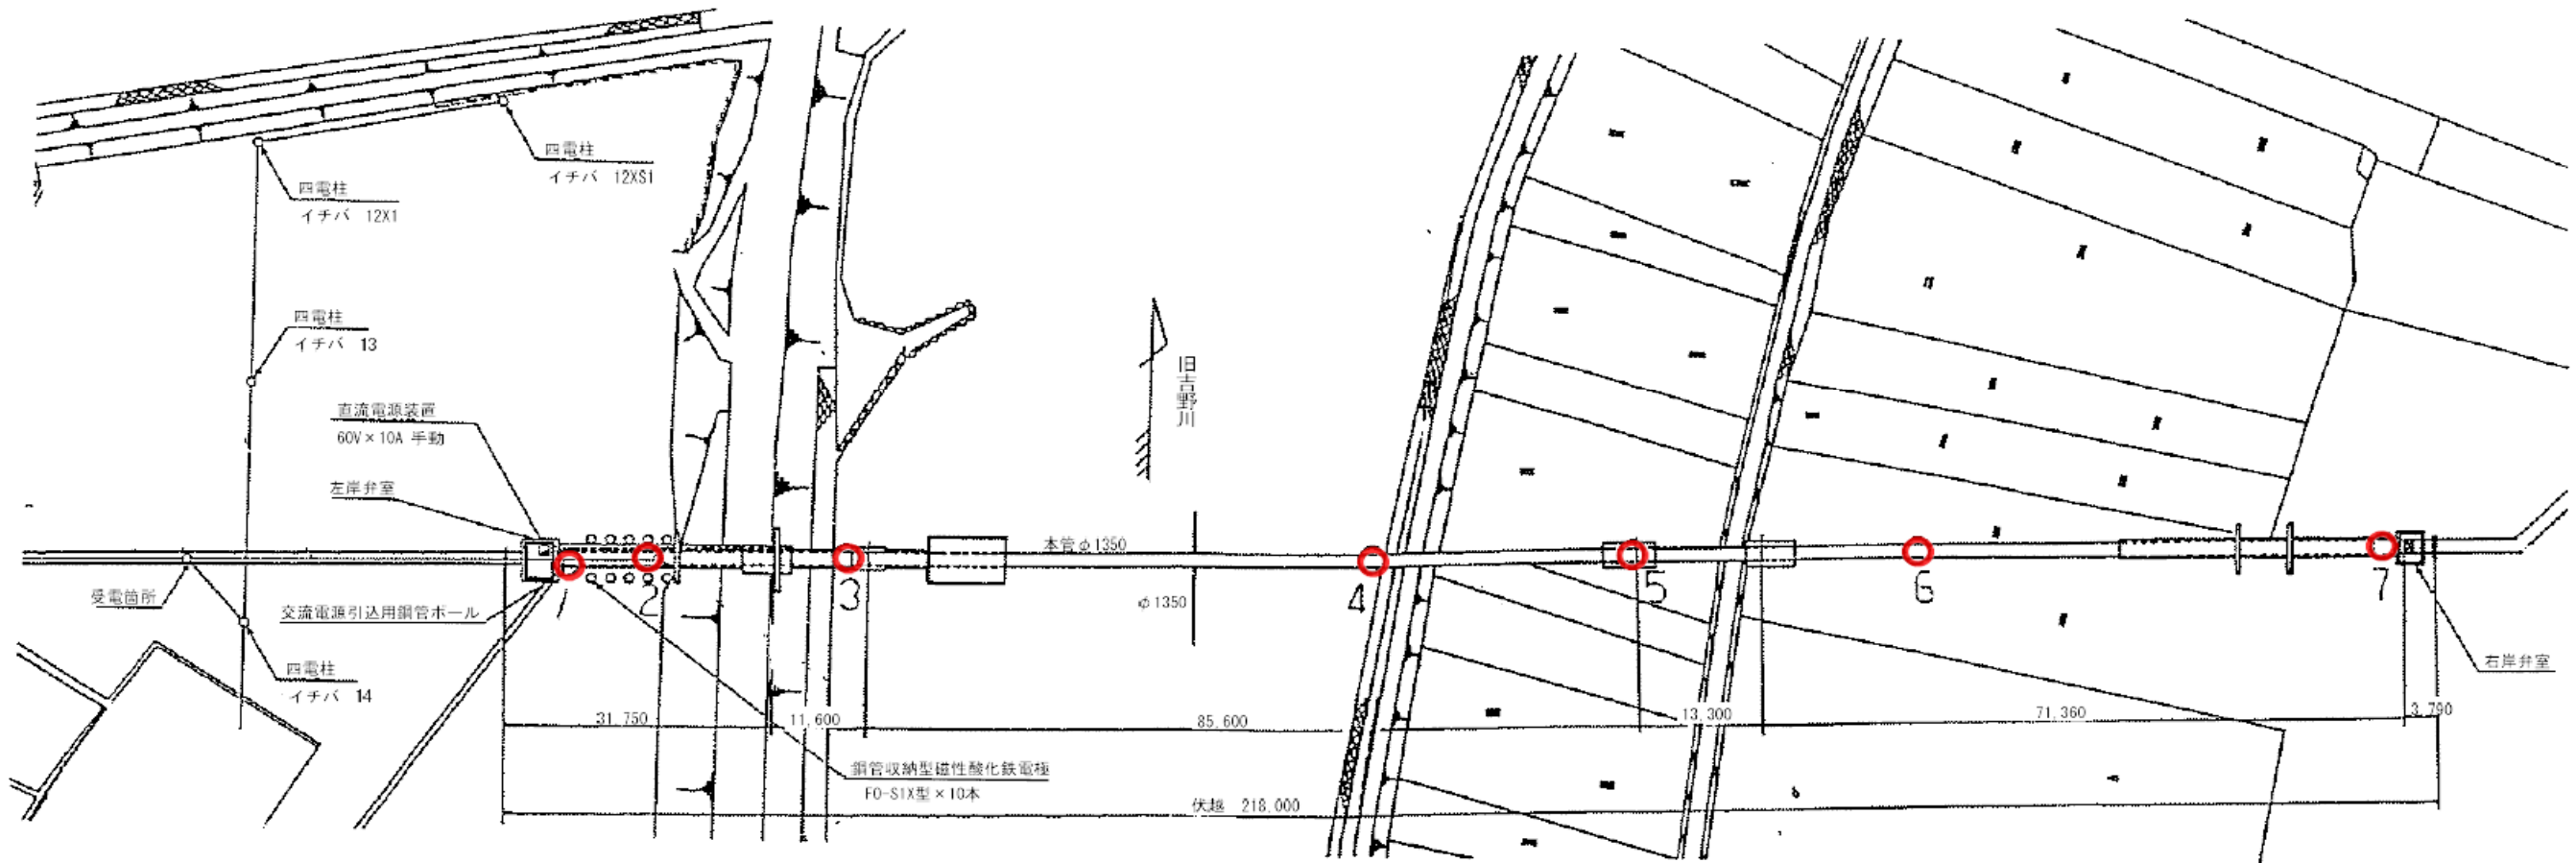 四電柱
イチバ 12XS1
四電柱
イチバ 12X1
四電柱
イチバ 13
直流電源装置
60V×10A 手動
左岸弁室
旧吉野川
本管φ1350
φ1350
受電箇所
交流電源引込用鋼管ポール
四電柱
イチバ 14
1
2
3
4
5
6
7
右岸弁室
31.750
11,600
85.600
13,300
71,360
3.790
鋼管収納型磁性酸化鉄電極
FO-S1X型×10本
伏越 218.000